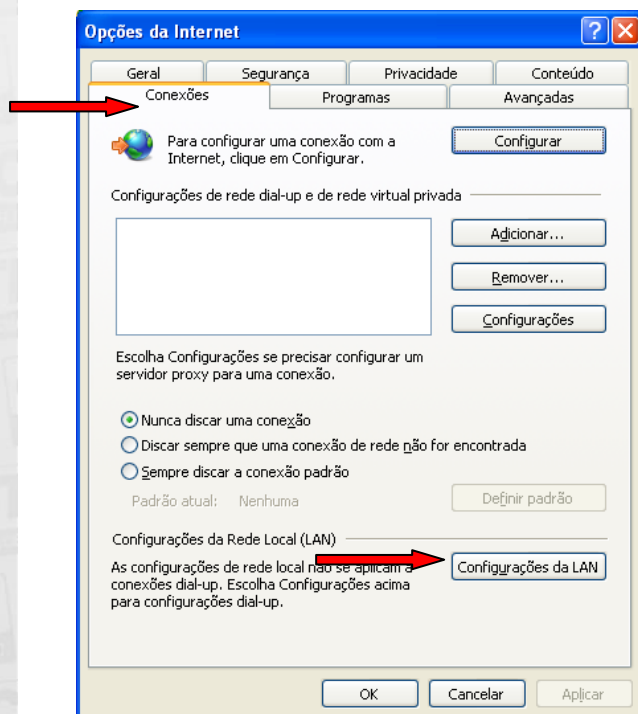 Opções da Internet
Geral Segurança Privacidade Conteúdo
Conexões Programas Avançadas
Para configurar uma conexão com a
Internet, clique em Configurar.
Configurar
Configurações de rede dial-up e de rede virtual privada
Adicionar...
Remover...
Configurações
Escolha Configurações se precisar configurar um
servidor proxy para uma conexão.
Nunca discar uma conexão
Discar sempre que uma conexão de rede não for encontrada
Sempre discar a conexão padrão
Padrão atual: Nenhuma
Definir padrão
Configurações da Rede Local (LAN)
As configurações de rede local não se aplicam a
conexões dial-up. Escolha Configurações acima
para configurações dial-up.
Configurações da LAN
OK Cancelar Aplicar